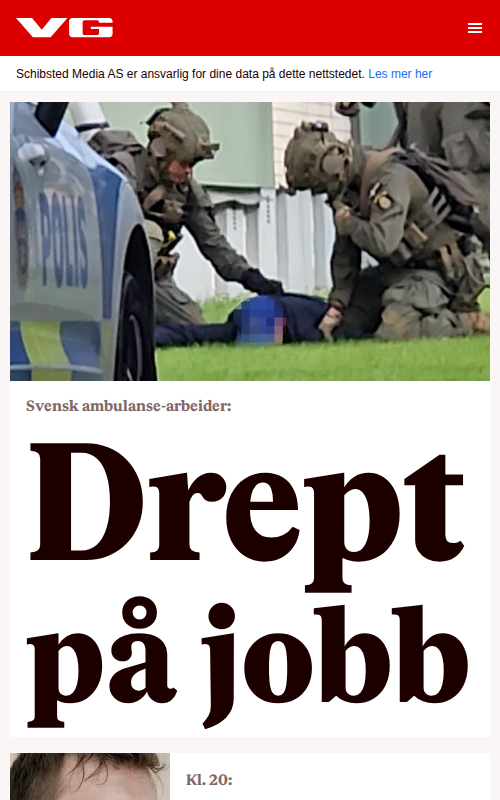 VG
Schibsted Media AS er ansvarlig for dine data på dette nettstedet. Les mer her
POLIS
Svensk ambulanse-arbeider:
Drept
på jobb
Kl. 20: